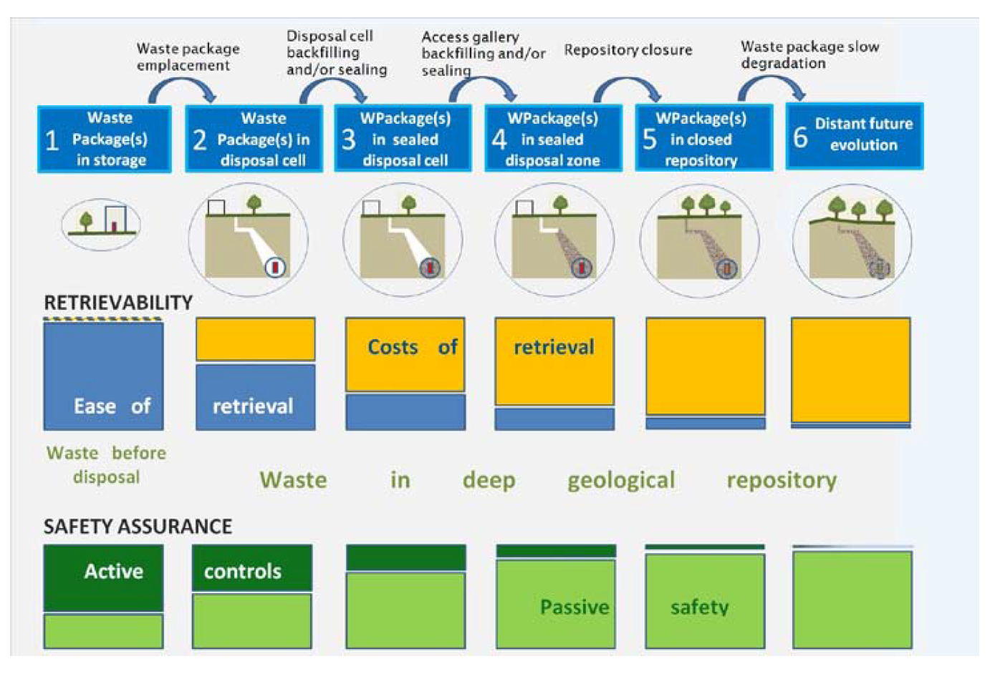 Waste package
emplacement
Disposal cell
backfilling
and/or sealing
Access gallery
backfilling and/or
sealing
Repository closure
Waste package slow
degradation
1 Waste
Package(s)
in storage
2 Waste
Package(s) in
disposal cell
3 WPackage(s)
in sealed
disposal cell
4 WPackage(s)
in sealed
disposal zone
5 WPackage(s)
in closed
repository
6 Distant future
evolution
RETRIEVABILITY
Costs of retrieval
Ease of retrieval
Waste before
disposal
Waste in deep geological repository
SAFETY ASSURANCE
Active controls
Passive safety